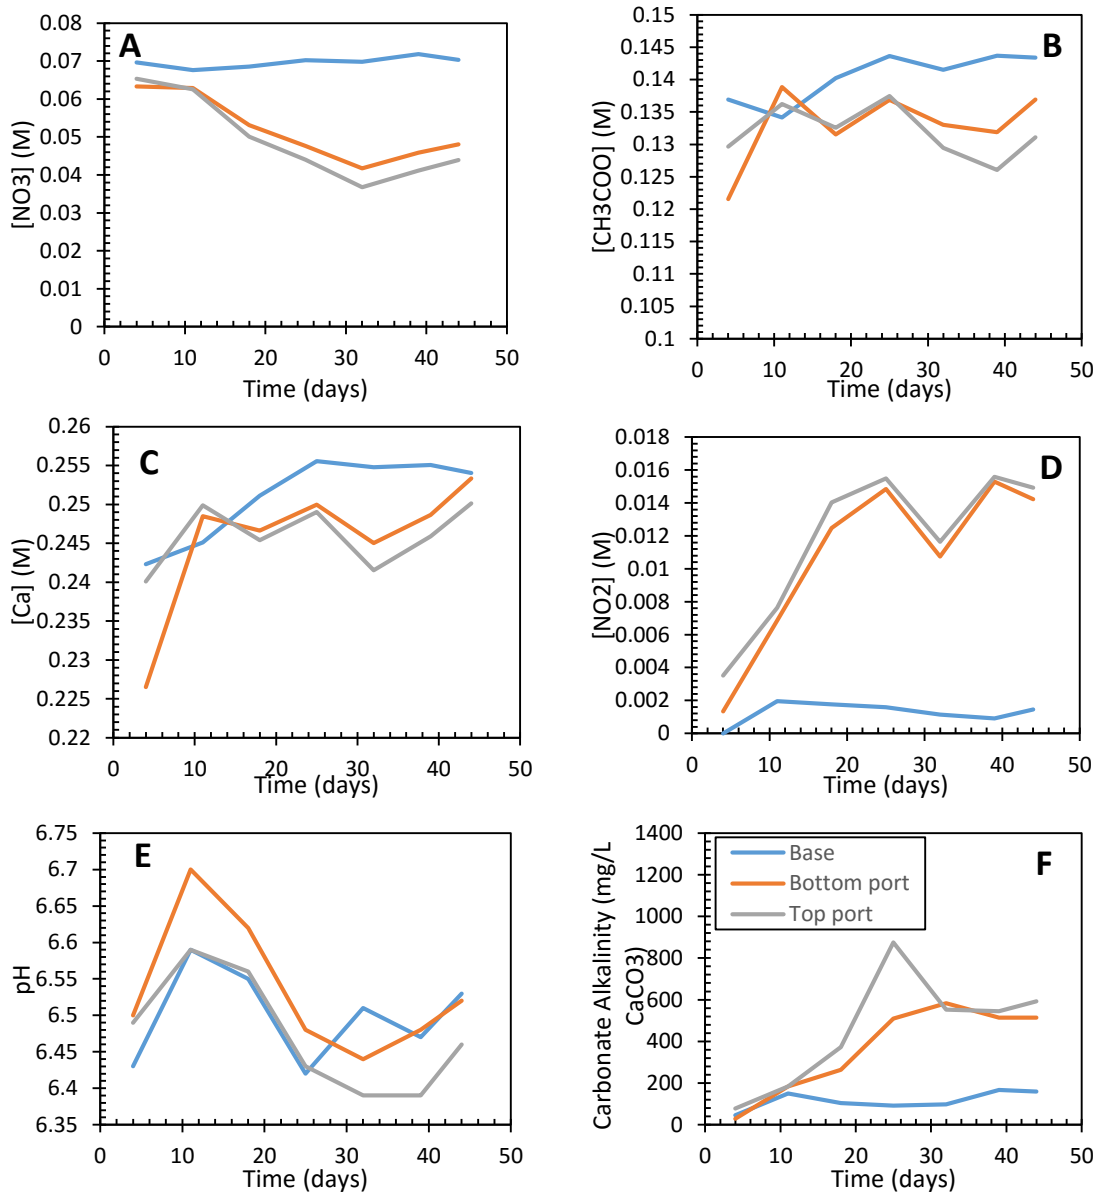 A
[NO3] (M)
0.08
0.07
0.06
0.05
0.04
0.03
0.02
0.01
0
0 10 20 30 40 50
Time (days)
B
[CH3COO] (M)
0.15
0.145
0.14
0.135
0.13
0.125
0.12
0.115
0.11
0.105
0.1
0 10 20 30 40 50
Time (days)
C
[Ca] (M)
0.26
0.255
0.25
0.245
0.24
0.235
0.23
0.225
0.22
0 10 20 30 40 50
Time (days)
D
[NO2] (M)
0.018
0.016
0.014
0.012
0.01
0.008
0.006
0.004
0.002
0
0 10 20 30 40 50
Time (days)
E
pH
6.75
6.7
6.65
6.6
6.55
6.5
6.45
6.4
6.35
0 10 20 30 40 50
Time (days)
F
Carbonate Alkalinity (mg/L
CaCO3)
1400
1200
1000
800
600
400
200
0
Base
Bottom port
Top port
0 10 20 30 40 50
Time (days)